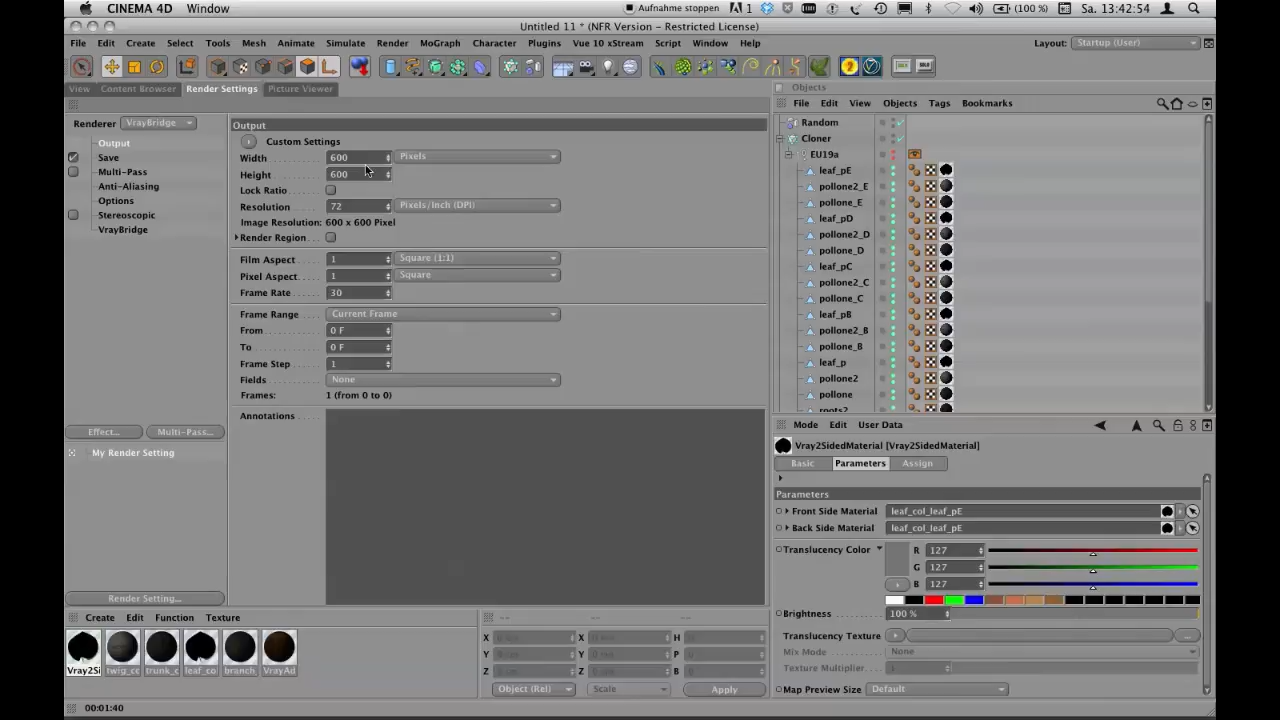 CINEMA 4D Window Aufnahme stoppen 1 (100 %) Sa. 13:42:54
Untitled 11 * (NFR Version - Restricted License)
File Edit Create Select Tools Mesh Animate Simulate Render MoGraph Character Plugins Vue 10 xStream Script Window Help Layout: Startup (User)
View Content Browser Render Settings Picture Viewer
Renderer VrayBridge
Output
Save
Multi-Pass
Anti-Aliasing
Options
Stereoscopic
VrayBridge
Effect... Multi-Pass...
My Render Setting
Render Setting...
Output
Custom Settings
Width 600 Pixels
Height 600
Lock Ratio
Resolution 72 Pixels/Inch (DPI)
Image Resolution: 600 x 600 Pixel
Render Region
Film Aspect 1 Square (1:1)
Pixel Aspect 1 Square
Frame Rate 30
Frame Range Current Frame
From 0 F
To 0 F
Frame Step 1
Fields None
Frames: 1 (from 0 to 0)
Annotations
Objects
File Edit View Objects Tags Bookmarks
Random
Cloner
EU19a
leaf_pE
pollone2_E
pollone_E
leaf_pD
pollone2_D
pollone_D
leaf_pC
pollone2_C
pollone_C
leaf_pB
pollone2_B
pollone_B
leaf_p
pollone2
pollone
roots2
Mode Edit User Data
Vray2SidedMaterial [Vray2SidedMaterial]
Basic Parameters Assign
Parameters
Front Side Material leaf_col_leaf_pE
Back Side Material leaf_col_leaf_pE
Translucency Color R 127
G 127
B 127
Brightness 100 %
Translucency Texture ...
Mix Mode None
Texture Multiplier 1
Map Preview Size Default
Create Edit Function Texture
Vray2Si twig_cc trunk_c leaf_co branch_ VrayAd
-- -- --
X X H
Y Y P
Z Z B
Object (Rel) Scale Apply
00:01:40